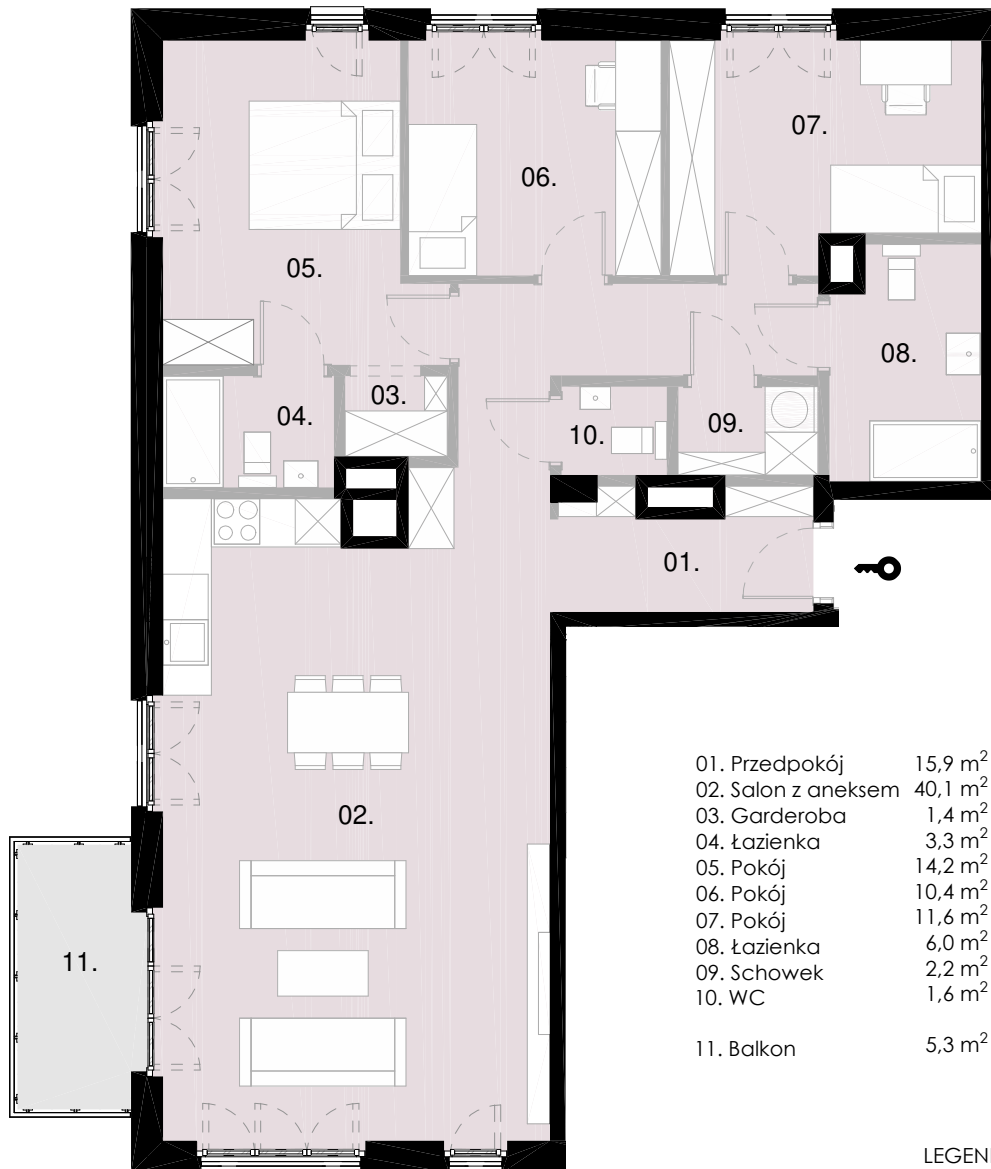 05.
06.
07.
04.
03.
10.
09.
08.
01.
02.
11.
01. Przedpokój 15,9 m²
02. Salon z aneksem 40,1 m²
03. Garderoba 1,4 m²
04. Łazienka 3,3 m²
05. Pokój 14,2 m²
06. Pokój 10,4 m²
07. Pokój 11,6 m²
08. Łazienka 6,0 m²
09. Schowek 2,2 m²
10. WC 1,6 m²
11. Balkon 5,3 m²